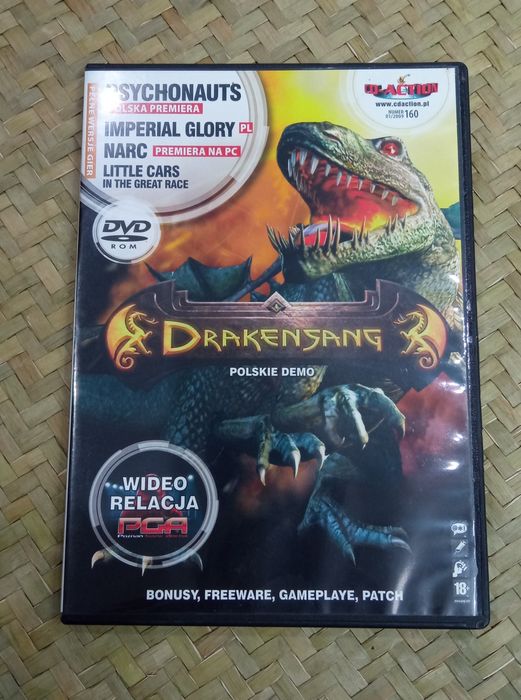 PEŁNE WERSJE GIER
PSYCHONAUTS
POLSKA PREMIERA
IMPERIAL GLORY PL
NARC PREMIERA NA PC
LITTLE CARS
IN THE GREAT RACE
CD-ACTION
www.cdaction.pl
NUMER
01/2009 160
DVD
ROM
DRAKENSANG
POLSKIE DEMO
WIDEO
RELACJA
PGA
BONUSY, FREEWARE, GAMEPLAYE, PATCH
18+